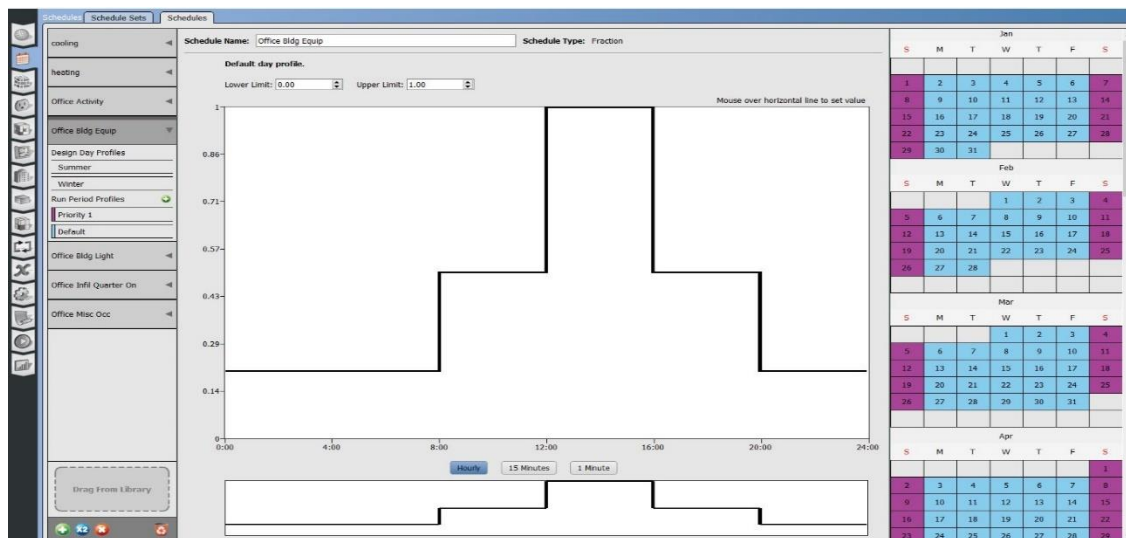 Schedules Schedule Sets Schedules
cooling
heating
Office Activity
Office Bldg Equip
Design Day Profiles
Summer
Winter
Run Period Profiles
Priority 1
Default
Office Bldg Light
Office Infil Quarter On
Office Misc Occ
Drag From Library
x2
Schedule Name: Office Bldg Equip Schedule Type: Fraction
Default day profile.
Lower Limit: 0.00 Upper Limit: 1.00
Mouse over horizontal line to set value
1
0.86
0.71
0.57
0.43
0.29
0.14
0
0:00 4:00 8:00 12:00 16:00 20:00 24:00
Hourly 15 Minutes 1 Minute
Jan
S M T W T F S
1 2 3 4 5 6 7
8 9 10 11 12 13 14
15 16 17 18 19 20 21
22 23 24 25 26 27 28
29 30 31
Feb
S M T W T F S
1 2 3 4
5 6 7 8 9 10 11
12 13 14 15 16 17 18
19 20 21 22 23 24 25
26 27 28
Mar
S M T W T F S
1 2 3 4
5 6 7 8 9 10 11
12 13 14 15 16 17 18
19 20 21 22 23 24 25
26 27 28 29 30 31
Apr
S M T W T F S
1
2 3 4 5 6 7 8
9 10 11 12 13 14 15
16 17 18 19 20 21 22
23 24 25 26 27 28 29